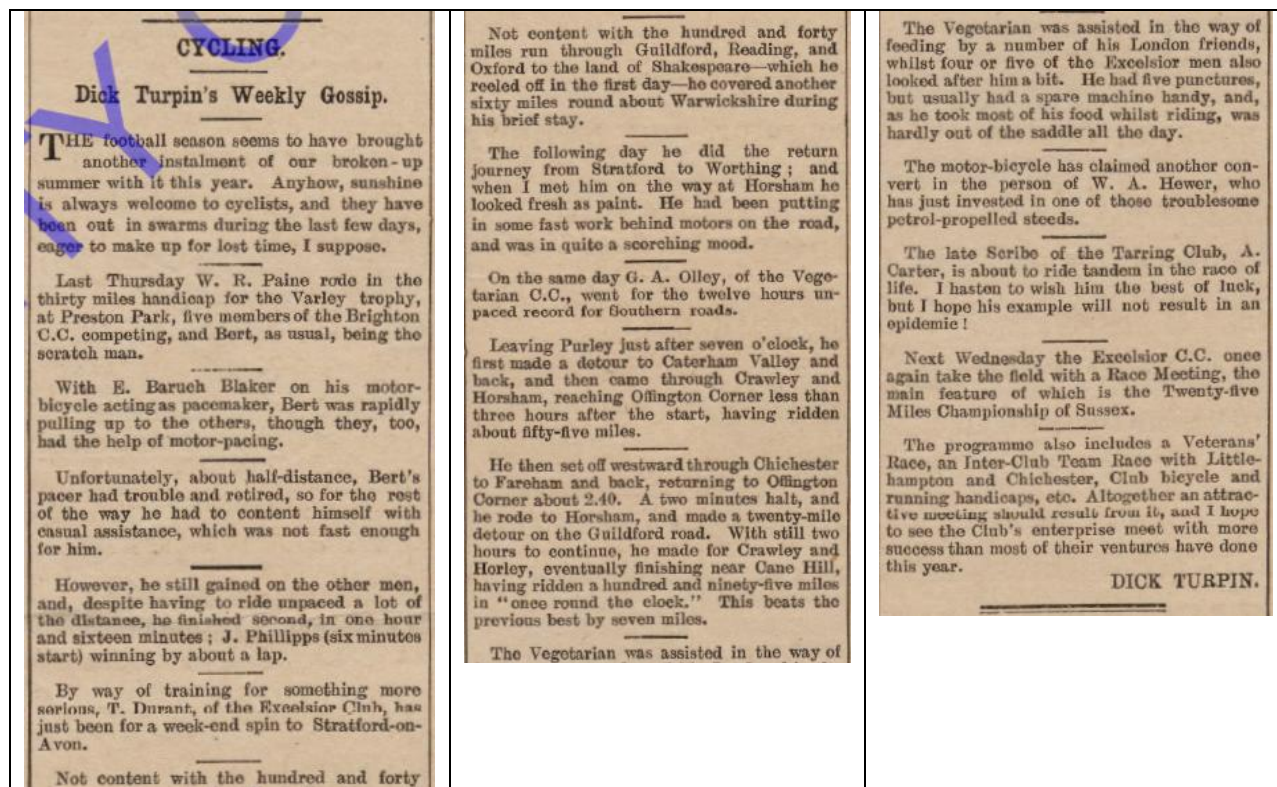 CYCLING.
Dick Turpin's Weekly Gossip.
THE football season seems to have brought
another instalment of our broken-up
summer with it this year. Anyhow, sunshine
is always welcome to cyclists, and they have
been out in swarms during the last few days,
eager to make up for lost time, I suppose.
Last Thursday W. R. Paine rode in the
thirty miles handicap for the Varley trophy,
at Preston Park, five members of the Brighton
C.C. competing, and Bert, as usual, being the
scratch man.
With E. Baruch Blaker on his motor-
bicycle acting as pacemaker, Bert was rapidly
pulling up to the others, though they, too,
had the help of motor-pacing.
Unfortunately, about half-distance, Bert's
pacer had trouble and retired, so for the rest
of the way he had to content himself with
casual assistance, which was not fast enough
for him.
However, he still gained on the other men,
and, despite having to ride unpaced a lot of
the distance, he finished second, in one hour
and sixteen minutes ; J. Phillipps (six minutes
start) winning by about a lap.
By way of training for something more
serious, T. Durant, of the Excelsior Club, has
just been for a week-end spin to Stratford-on-
Avon.
Not content with the hundred and forty
Not content with the hundred and forty
miles run through Guildford, Reading, and
Oxford to the land of Shakespeare—which he
reeled off in the first day—he covered another
sixty miles round about Warwickshire during
his brief stay.
The following day he did the return
journey from Stratford to Worthing ; and
when I met him on the way at Horsham he
looked fresh as paint. He had been putting
in some fast work behind motors on the road,
and was in quite a scorching mood.
On the same day G. A. Olley, of the Vege-
tarian C.C., went for the twelve hours un-
paced record for Southern roads.
Leaving Purley just after seven o'clock, he
first made a detour to Caterham Valley and
back, and then came through Crawley and
Horsham, reaching Offington Corner less than
three hours after the start, having ridden
about fifty-five miles.
He then set off westward through Chichester
to Fareham and back, returning to Offington
Corner about 2.40. A two minutes halt, and
he rode to Horsham, and made a twenty-mile
detour on the Guildford road. With still two
hours to continue, he made for Crawley and
Horley, eventually finishing near Cane Hill,
having ridden a hundred and ninety-five miles
in "once round the clock." This beats the
previous best by seven miles.
The Vegetarian was assisted in the way of
The Vegetarian was assisted in the way of
feeding by a number of his London friends,
whilst four or five of the Excelsior men also
looked after him a bit. He had five punctures,
but usually had a spare machine handy, and,
as he took most of his food whilst riding, was
hardly out of the saddle all the day.
The motor-bicycle has claimed another con-
vert in the person of W. A. Hewer, who
has just invested in one of those troublesome
petrol-propelled steeds.
The late Scribe of the Tarring Club, A.
Carter, is about to ride tandem in the race of
life. I hasten to wish him the best of luck,
but I hope his example will not result in an
epidemic !
Next Wednesday the Excelsior C.C. once
again take the field with a Race Meeting, the
main feature of which is the Twenty-five
Miles Championship of Sussex.
The programme also includes a Veterans'
Race, an Inter-Club Team Race with Little-
hampton and Chichester, Club bicycle and
running handicaps, etc. Altogether an attrac-
tive meeting should result from it, and I hope
to see the Club's enterprise meet with more
success than most of their ventures have done
this year.
DICK TURPIN.